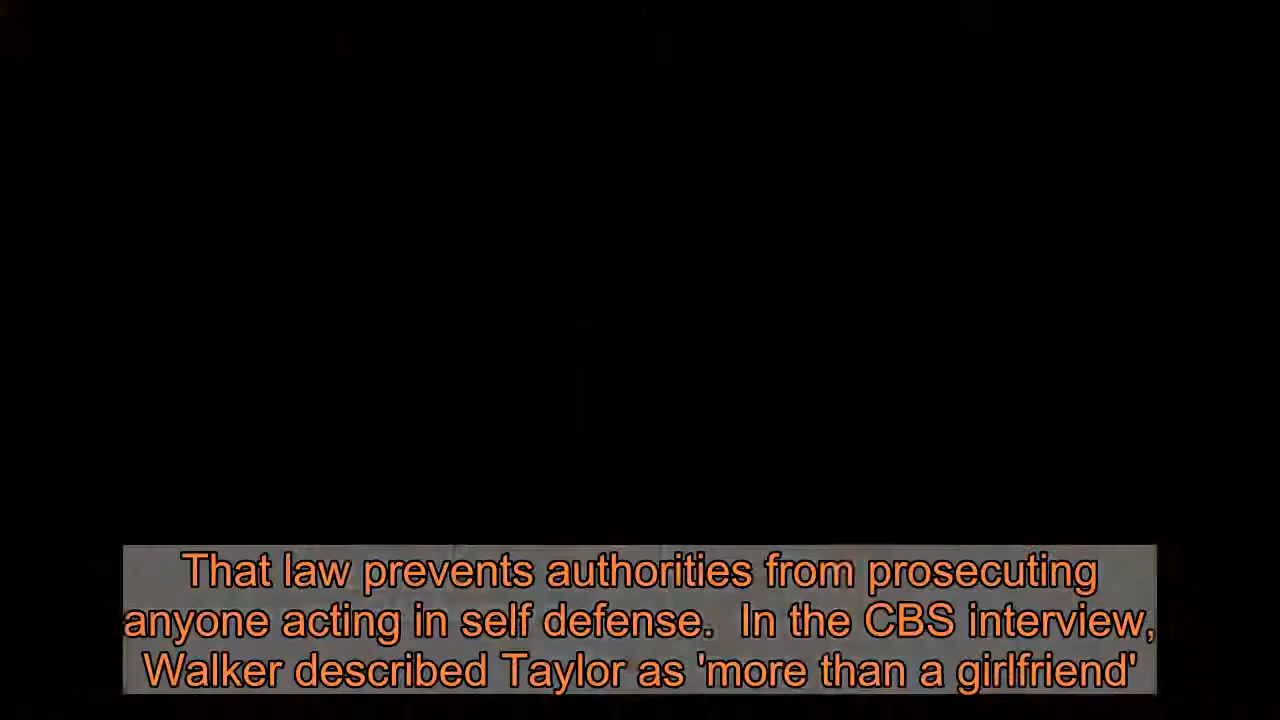 That law prevents authorities from prosecuting
anyone acting in self defense.  In the CBS interview,
Walker described Taylor as 'more than a girlfriend'